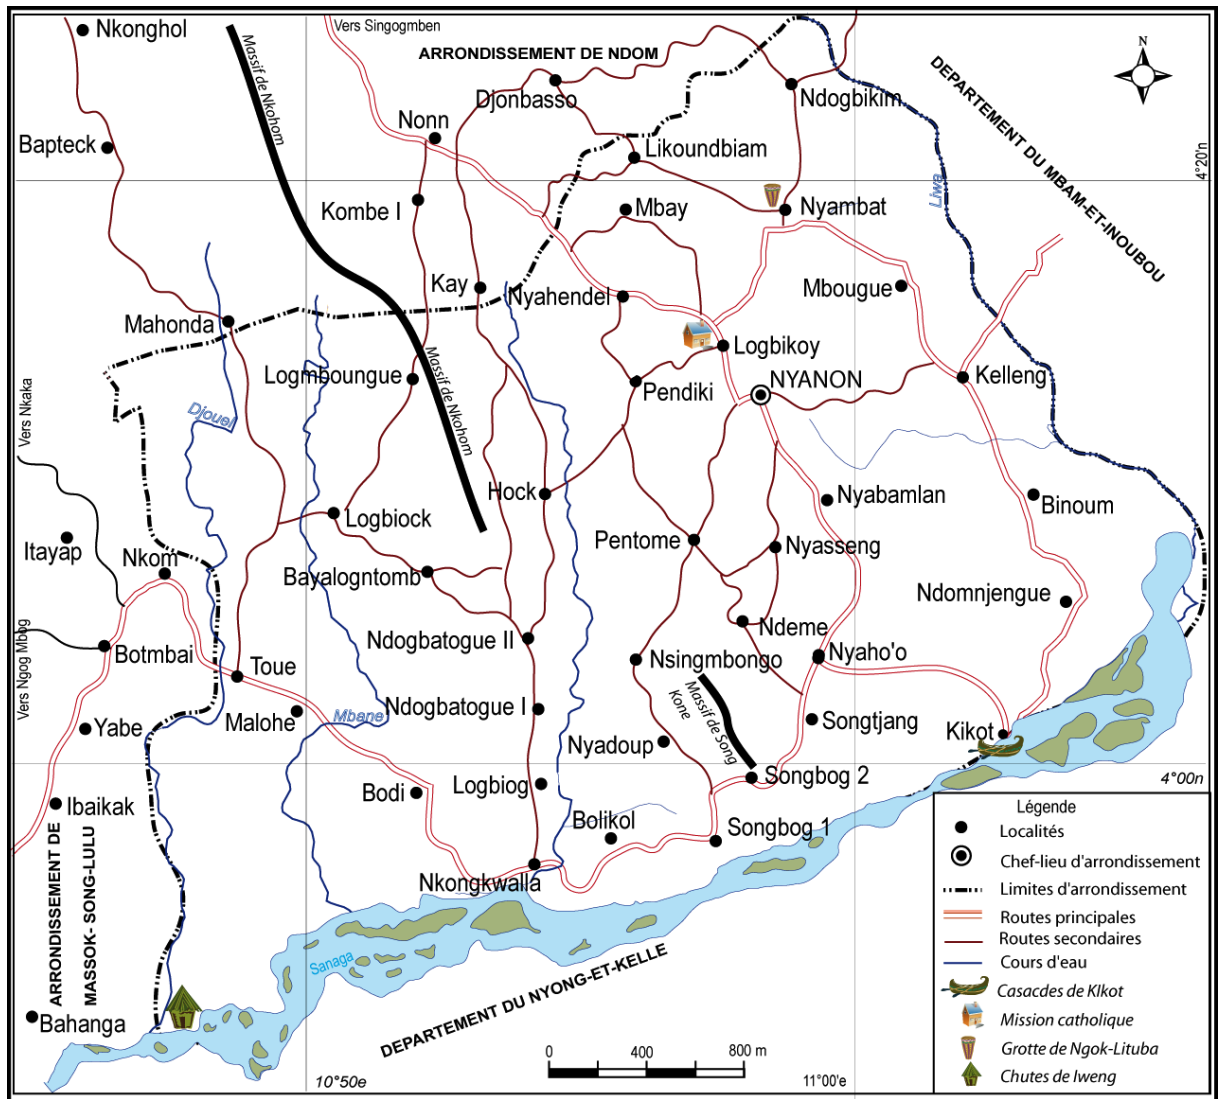 Nkonghol
Vers Singogmben
ARRONDISSEMENT DE NDOM
N
DEPARTEMENT DU MBAM-ET-INOUBOU
Massif de Nkohom
Djonbasso
Ndogbikim
Nonn
Bapteck
Likoundbiam
4°20'n
Liwa
Kombe I
Mbay
Nyambat
Kay
Nyahendel
Mbougue
Mahonda
Logbikoy
Massif de Nkohom
Logmboungue
Pendiki
NYANON
Kelleng
Vers Nkaka
Djouel
Hock
Nyabamlan
Binoum
Logbiock
Itayap
Nkom
Pentome
Nyasseng
Bayalogntomb
Ndomnjengue
Ndeme
Ndogbatogue II
Botmbai
Vers Ngog Mbog
Toue
Nsingmbongo
Nyaho'o
Massif de Song
Kone
Malohe
Mbane
Ndogbatogue I
Songtjang
Yabe
Nyadoup
Kikot
Songbog 2
4°00n
Bodi
Logbiog
Ibaikak
Bolikol
Songbog 1
Nkongkwalla
ARRONDISSEMENT DE
MASSOK- SONG-LULU
Sanaga
DEPARTEMENT DU NYONG-ET-KELLE
Bahanga
0 400 800 m
10°50e
11°00'e
Légende
Localités
Chef-lieu d'arrondissement
Limites d'arrondissement
Routes principales
Routes secondaires
Cours d'eau
Casacdes de KIkot
Mission catholique
Grotte de Ngok-Lituba
Chutes de Iweng